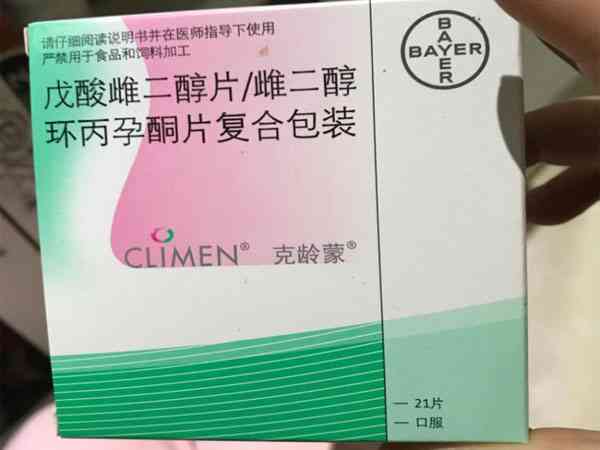 请仔细阅读说明书并在医师指导下使用
严禁用于食品和饲料加工
BAYER
BAYER
戊酸雌二醇片/雌二醇
环丙孕酮片复合包装
CLIMEN® 克龄蒙®
— 21片
— 口服